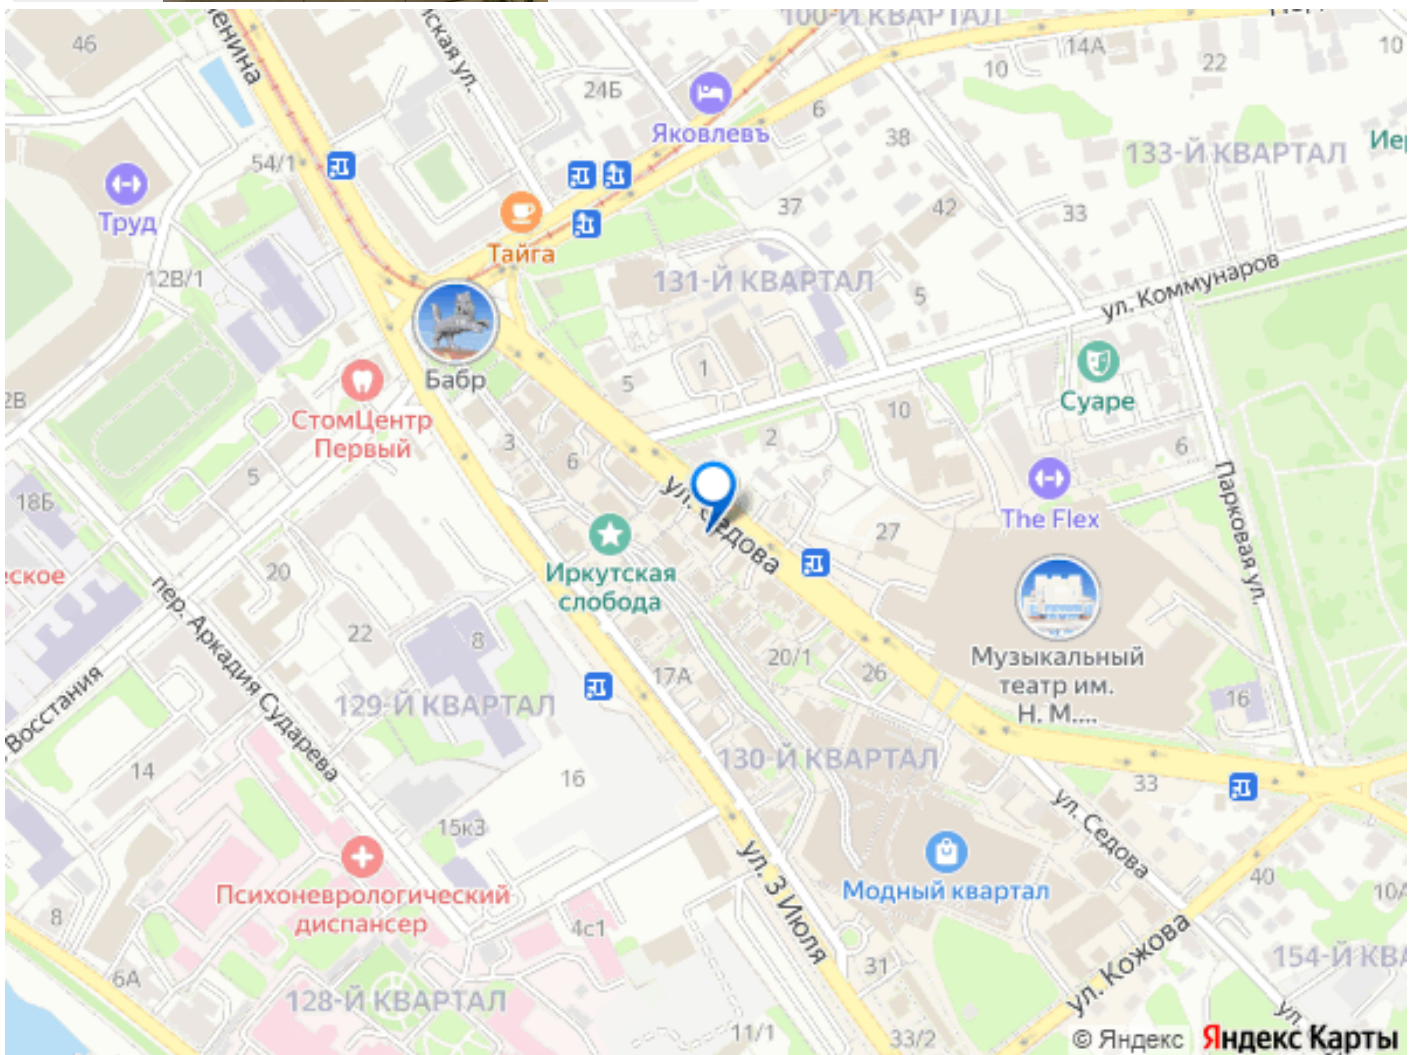 100-Й КВАРТАЛ
46
14А
10
22
10
24Б
6
Яковлевъ
38
133-Й КВАРТАЛ
54/1
Труд
37
42
33
Тайга
12В/1
131-Й КВАРТАЛ
5
ул. Коммунаров
Бабр
5
1
Суаре
СтомЦентр
Первый
3
6
2
10
6
5
18Б
ул. Седова
The Flex
27
Парковая ул.
Иркутская
слобода
20
22
8
пер. Аркадия Сударева
17А
20/1
26
Музыкальный
театр им.
Н. М....
16
129-Й КВАРТАЛ
Восстания
14
16
130-Й КВАРТАЛ
33
15к3
ул. Седова
ул. 3 Июля
Модный квартал
40
Психоневрологический
диспансер
8
4с1
6А
31
ул. Кожова
128-Й КВАРТАЛ
11/1
33/2
ул.
© Яндекс Яндекс Карты